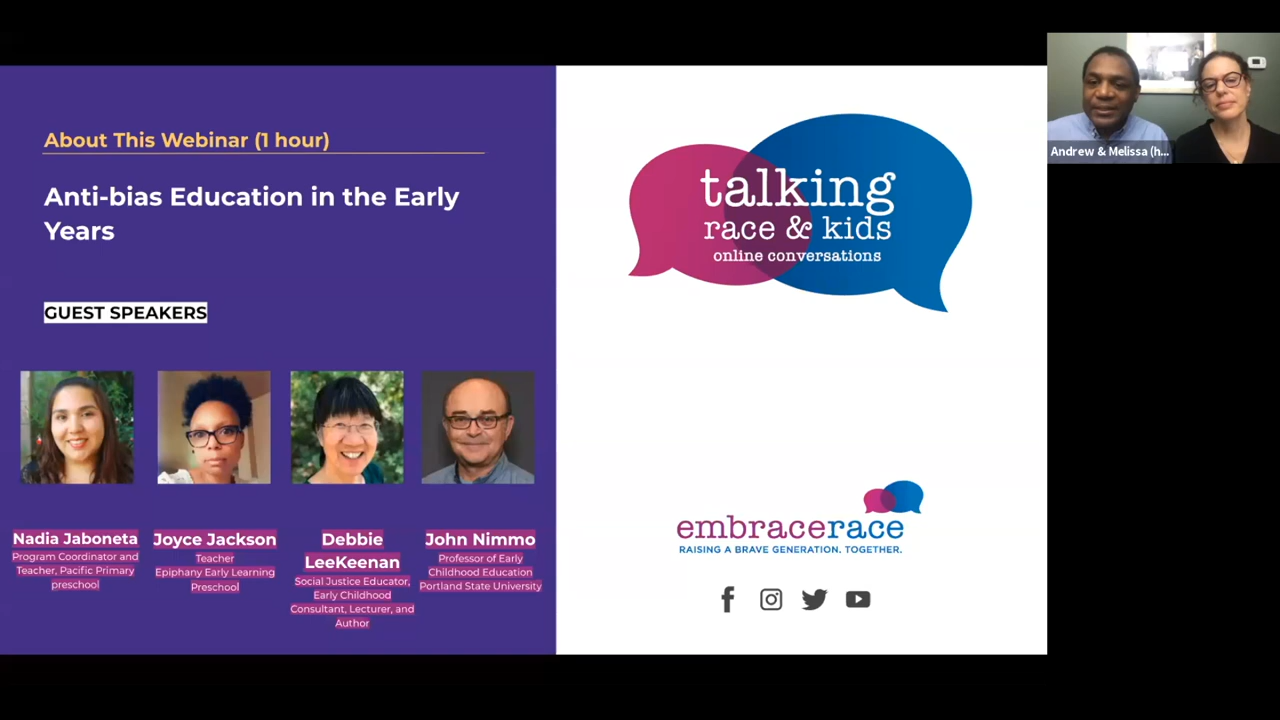 About This Webinar (1 hour)
Anti-bias Education in the Early
Years
GUEST SPEAKERS
Nadia Jaboneta
Program Coordinator and
Teacher, Pacific Primary
preschool
Joyce Jackson
Teacher
Epiphany Early Learning
Preschool
Debbie
LeeKeenan
Social Justice Educator,
Early Childhood
Consultant, Lecturer, and
Author
John Nimmo
Professor of Early
Childhood Education
Portland State University
talking
race & kids
online conversations
embracerace
RAISING A BRAVE GENERATION. TOGETHER.
Andrew & Melissa (h...